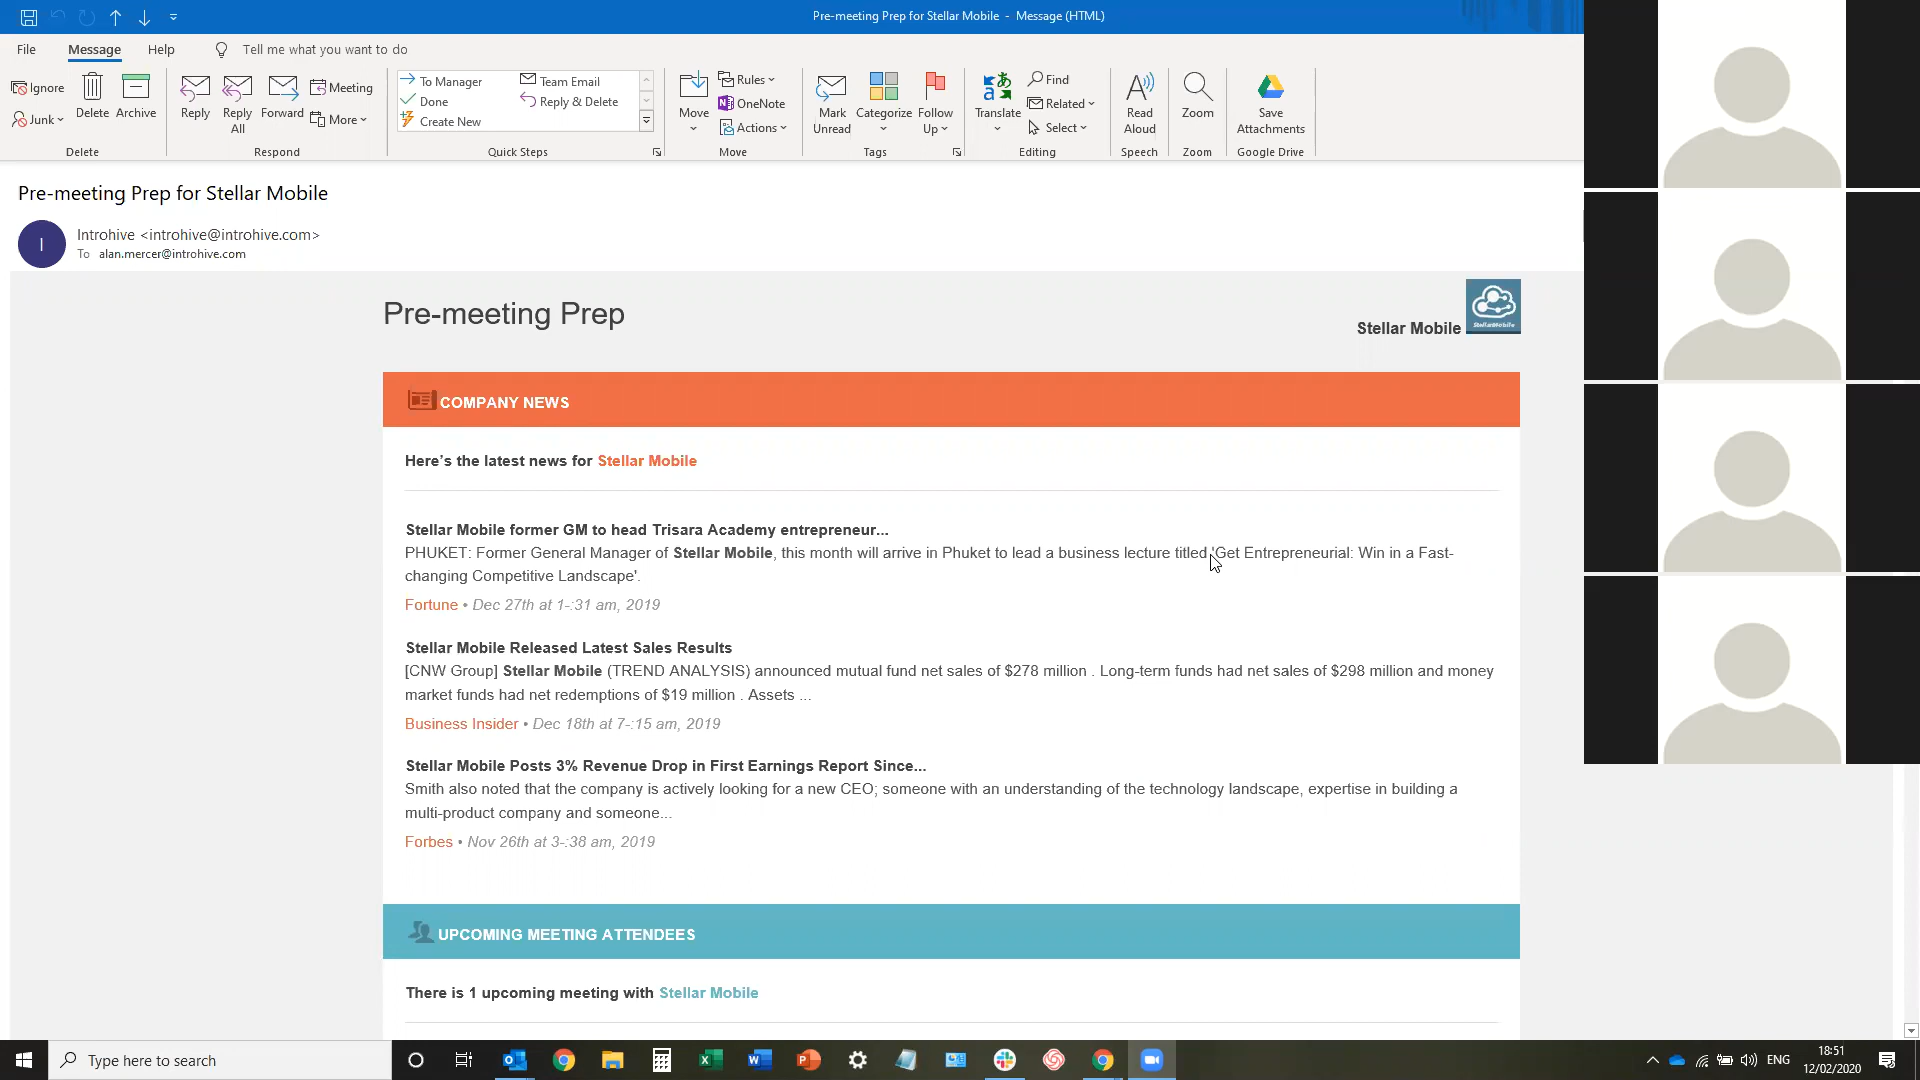 Pre-meeting Prep for Stellar Mobile - Message (HTML)
File Message Help Tell me what you want to do
Ignore
Junk
Delete
Archive
Delete
Reply
Reply All
Forward
Meeting
More
Respond
To Manager
Team Email
Done
Reply & Delete
Create New
Quick Steps
Move
Rules
OneNote
Actions
Move
Mark Unread
Categorize
Follow Up
Tags
Translate
Find
Related
Select
Editing
Read Aloud
Speech
Zoom
Zoom
Save Attachments
Google Drive
Pre-meeting Prep for Stellar Mobile
I
Introhive <introhive@introhive.com>
To alan.mercer@introhive.com
Pre-meeting Prep
Stellar Mobile
StellarMobile
COMPANY NEWS
Here's the latest news for Stellar Mobile
Stellar Mobile former GM to head Trisara Academy entrepreneur...
PHUKET: Former General Manager of Stellar Mobile, this month will arrive in Phuket to lead a business lecture titled 'Get Entrepreneurial: Win in a Fast-
changing Competitive Landscape'.
Fortune • Dec 27th at 1-:31 am, 2019
Stellar Mobile Released Latest Sales Results
[CNW Group] Stellar Mobile (TREND ANALYSIS) announced mutual fund net sales of $278 million . Long-term funds had net sales of $298 million and money
market funds had net redemptions of $19 million . Assets ...
Business Insider • Dec 18th at 7-:15 am, 2019
Stellar Mobile Posts 3% Revenue Drop in First Earnings Report Since...
Smith also noted that the company is actively looking for a new CEO; someone with an understanding of the technology landscape, expertise in building a
multi-product company and someone...
Forbes • Nov 26th at 3-:38 am, 2019
UPCOMING MEETING ATTENDEES
There is 1 upcoming meeting with Stellar Mobile
Type here to search
ENG
18:51
12/02/2020